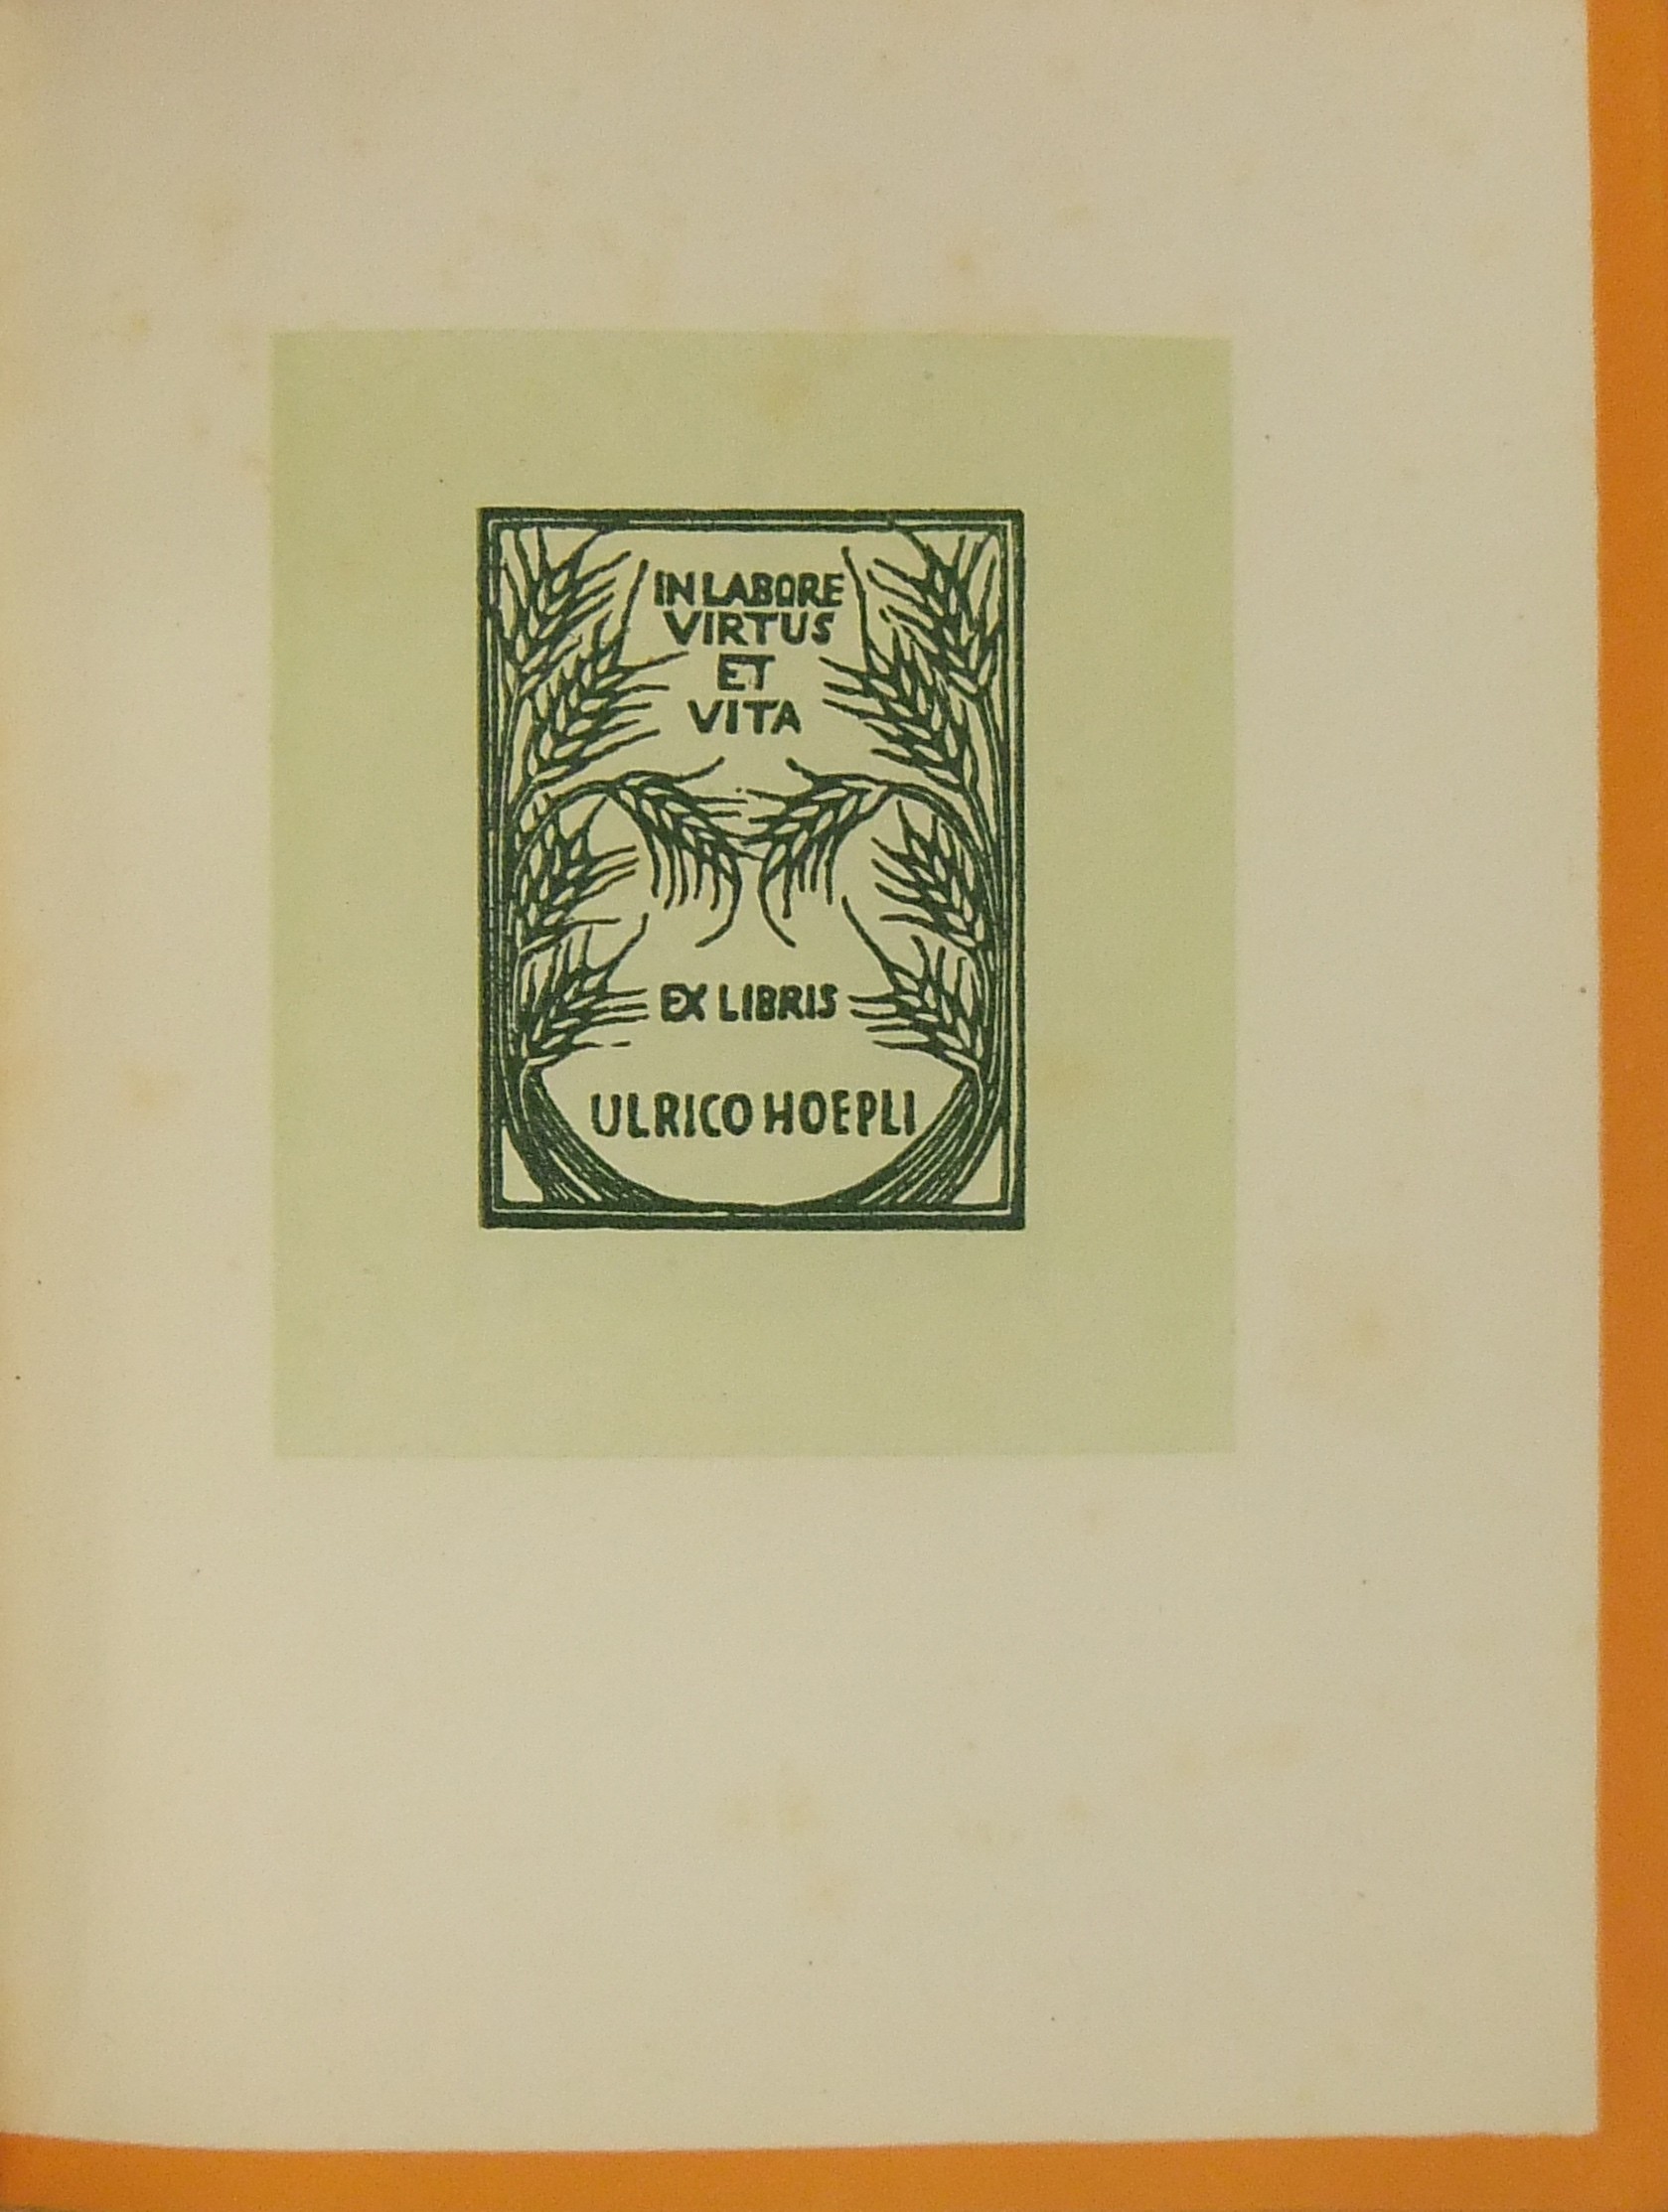 IN LABORE
VIRTUS
ET
VITA
EX LIBRIS
ULRICO HOEPLI